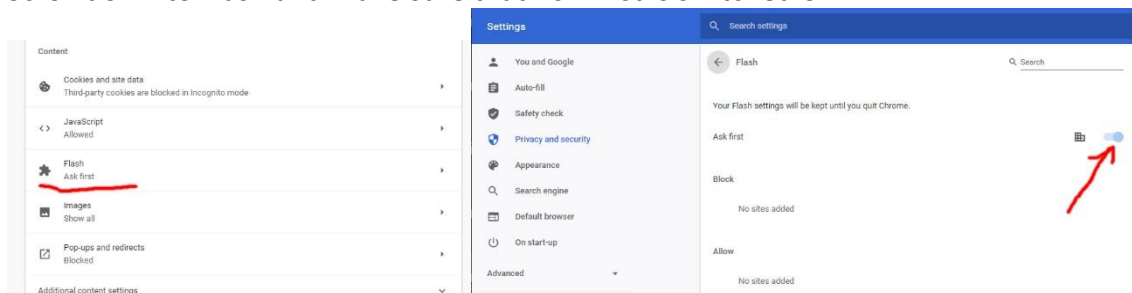 Content
Cookies and site data
Third-party cookies are blocked in Incognito mode
JavaScript
Allowed
Flash
Ask first
Images
Show all
Pop-ups and redirects
Blocked
Additional content settings
Settings
You and Google
Auto-fill
Safety check
Privacy and security
Appearance
Search engine
Default browser
On start-up
Advanced
Search settings
Flash
Search
Your Flash settings will be kept until you quit Chrome.
Ask first
Block
No sites added
Allow
No sites added